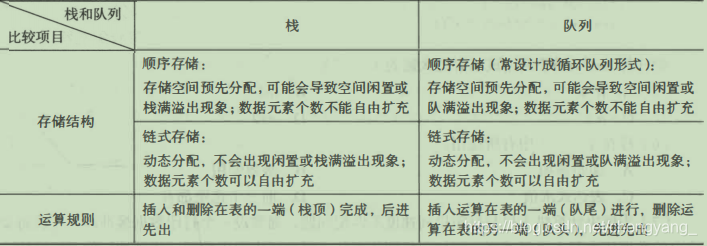 栈和队列
比较项目
栈
队列
存储结构
顺序存储：
存储空间预先分配，可能会导致空间闲置或
栈满溢出现象；数据元素个数不能自由扩充
顺序存储（常设计成循环队列形式）：
存储空间预先分配，可能会导致空间闲置或
队满溢出现象；数据元素个数不能自由扩充
链式存储：
动态分配，不会出现闲置或栈满溢出现象；
数据元素个数可以自由扩充
链式存储：
动态分配，不会出现闲置或队满溢出现象；
数据元素个数可以自由扩充
运算规则
插入和删除在表的一端（栈顶）完成，后进
先出
插入运算在表的一端（队尾）进行，删除运
算在表的另一端（队头），先进先出